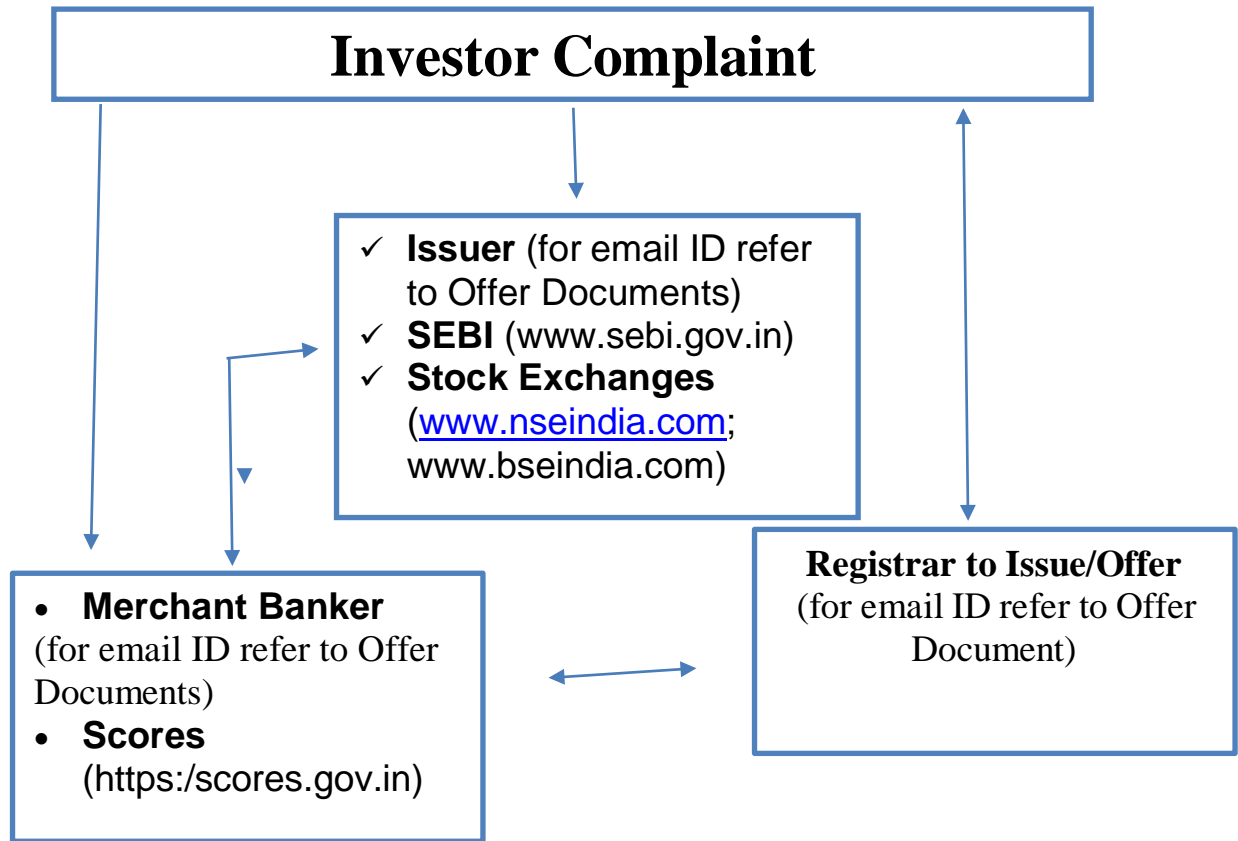 Investor Complaint
✓ Issuer (for email ID refer
to Offer Documents)
✓ SEBI (www.sebi.gov.in)
✓ Stock Exchanges
(www.nseindia.com;
www.bseindia.com)
• Merchant Banker
(for email ID refer to Offer
Documents)
• Scores
(https:/scores.gov.in)
Registrar to Issue/Offer
(for email ID refer to Offer
Document)